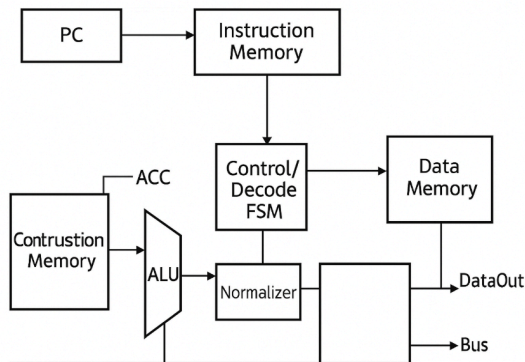 PC
Instruction
Memory
Control/
Decode
FSM
Data
Memory
ACC
Contrustion
Memory
ALU
Normalizer
DataOut
Bus